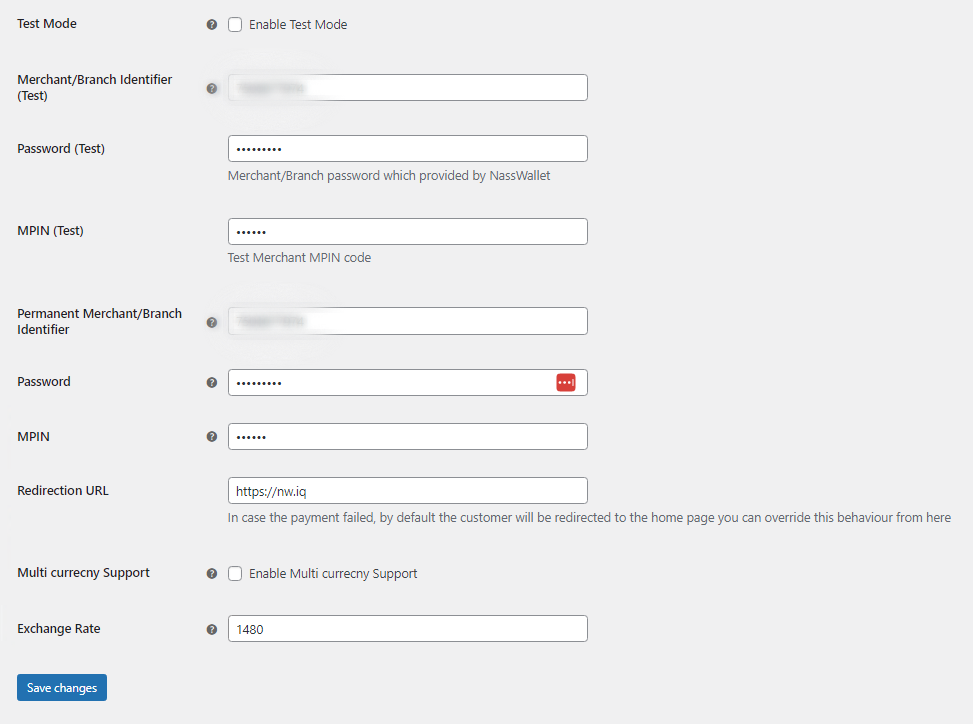 Test Mode
Enable Test Mode
Merchant/Branch Identifier
(Test)
Password (Test)
•••••••••
Merchant/Branch password which provided by NassWallet
MPIN (Test)
••••••
Test Merchant MPIN code
Permanent Merchant/Branch
Identifier
Password
•••••••••
MPIN
••••••
Redirection URL
https://nw.iq
In case the payment failed, by default the customer will be redirected to the home page you can override this behaviour from here
Multi currecny Support
Enable Multi currecny Support
Exchange Rate
1480
Save changes